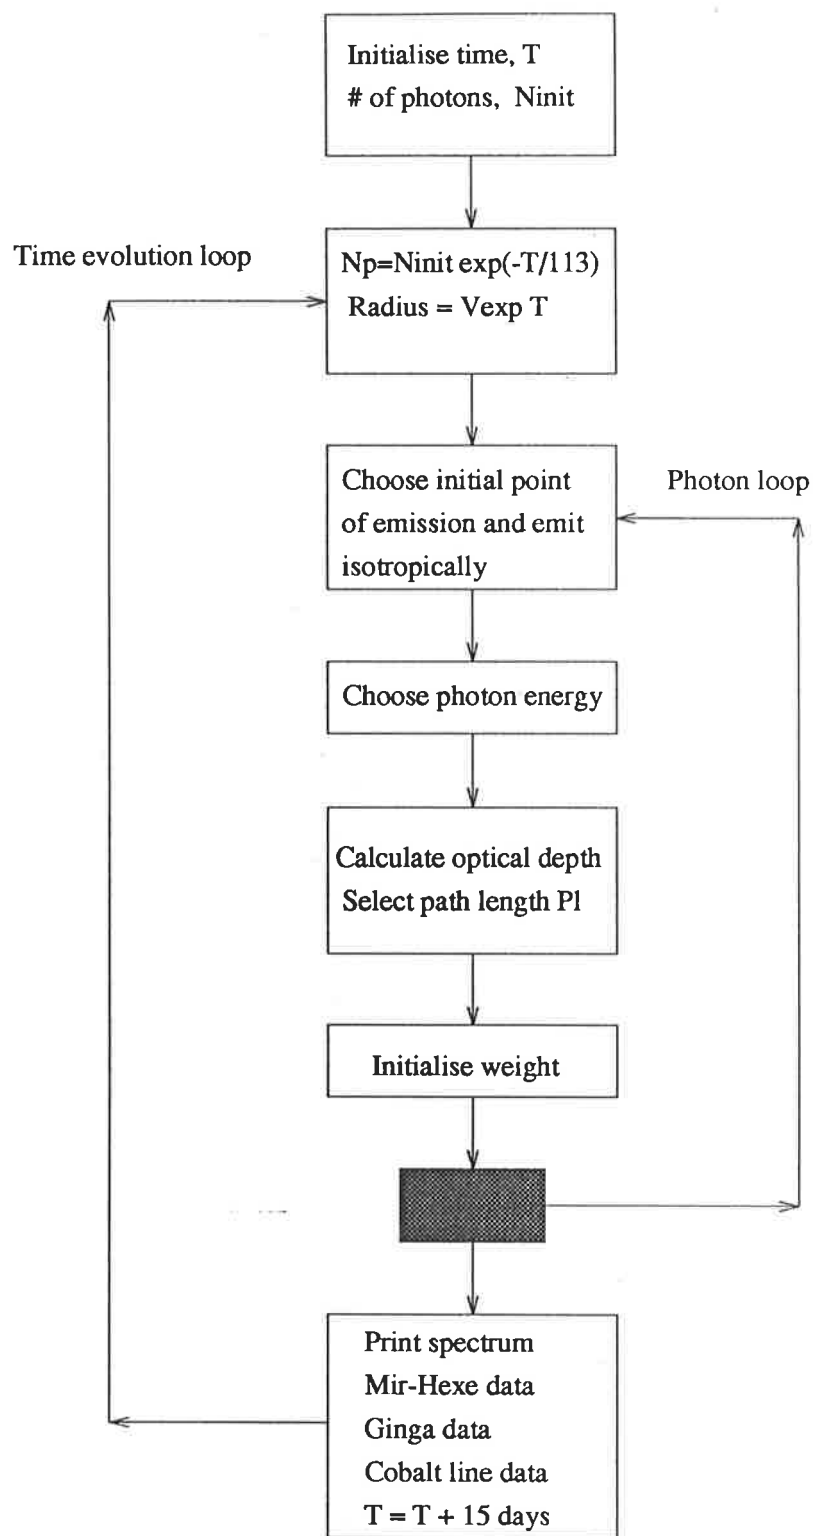 Initialise time, T
# of photons, Ninit
Time evolution loop
Np=Ninit exp(-T/113)
Radius = Vexp T
Choose initial point
of emission and emit
isotropically
Photon loop
Choose photon energy
Calculate optical depth
Select path length Pl
Initialise weight
Print spectrum
Mir-Hexe data
Ginga data
Cobalt line data
T = T + 15 days